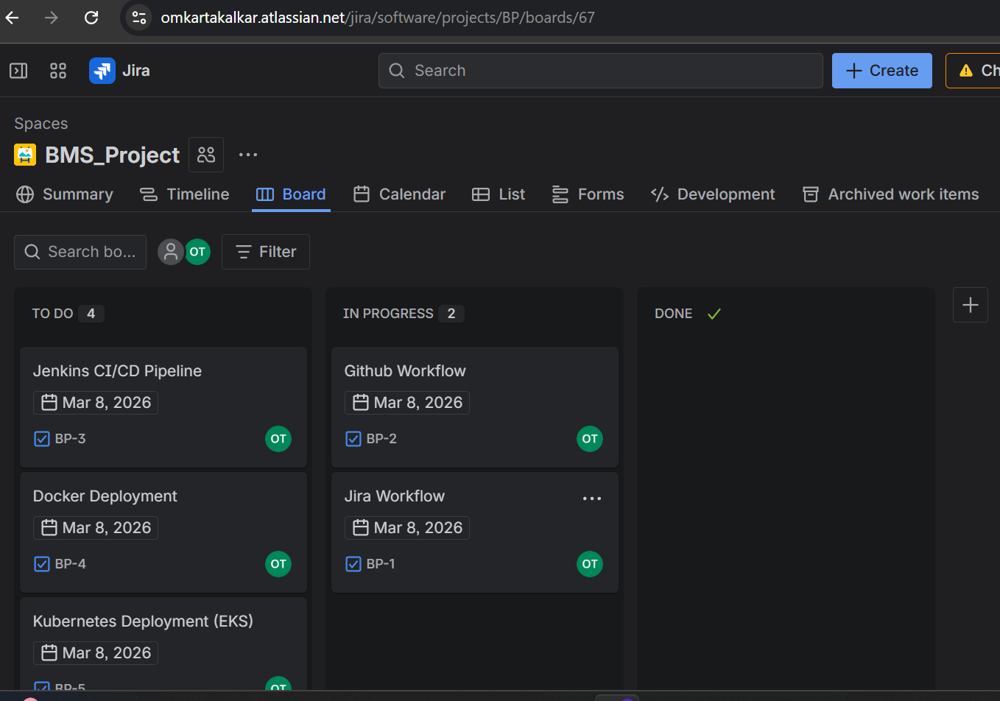 omkartakalkar.atlassian.net/jira/software/projects/BP/boards/67
Jira
Search
+ Create
Ch
Spaces
BMS_Project
Summary
Timeline
Board
Calendar
List
Forms
Development
Archived work items
Search bo...
OT
Filter
TO DO 4
Jenkins CI/CD Pipeline
Mar 8, 2026
BP-3
OT
Docker Deployment
Mar 8, 2026
BP-4
OT
Kubernetes Deployment (EKS)
Mar 8, 2026
BP-5
OT
IN PROGRESS 2
Github Workflow
Mar 8, 2026
BP-2
OT
Jira Workflow
Mar 8, 2026
BP-1
OT
DONE